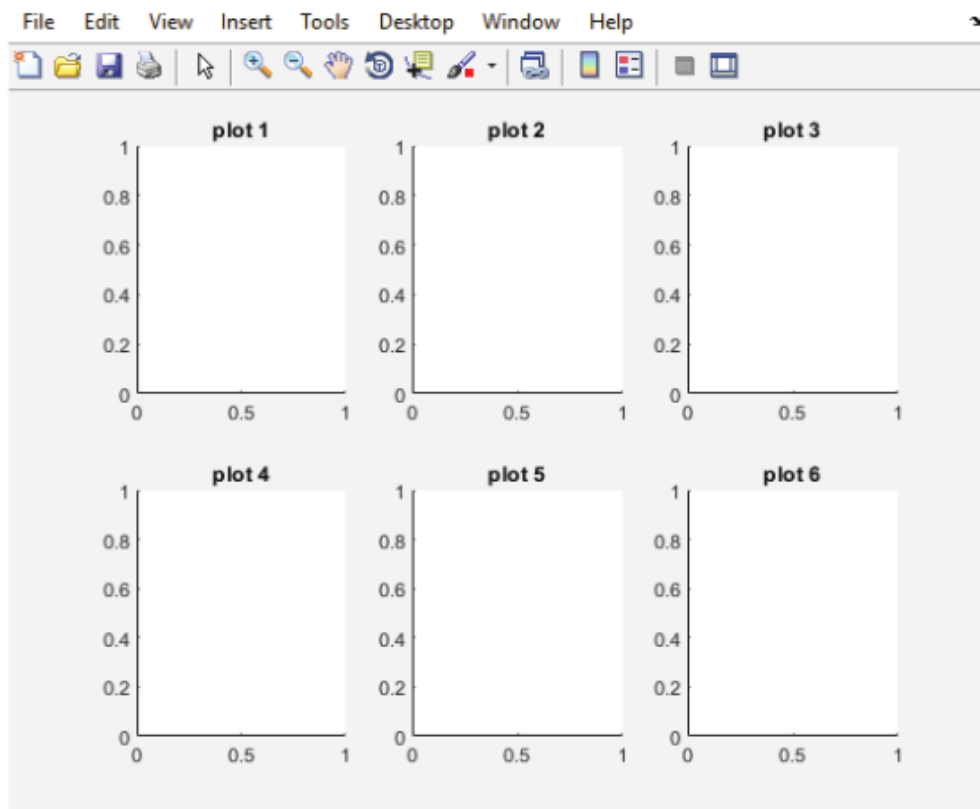 File Edit View Insert Tools Desktop Window Help
plot 1 plot 2 plot 3
1 1 1
0.8 0.8 0.8
0.6 0.6 0.6
0.4 0.4 0.4
0.2 0.2 0.2
0 0 0
0 0.5 1 0 0.5 1 0 0.5 1
plot 4 plot 5 plot 6
1 1 1
0.8 0.8 0.8
0.6 0.6 0.6
0.4 0.4 0.4
0.2 0.2 0.2
0 0 0
0 0.5 1 0 0.5 1 0 0.5 1